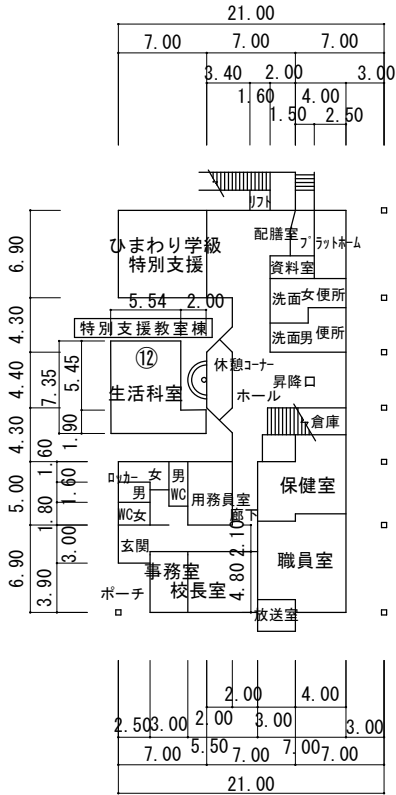 21.00
7.00 7.00 7.00
3.40 2.00 3.00
1.60 4.00
1.50 2.50
リフト
配膳室 プラットホーム
ひまわり学級
特別支援
資料室
洗面 女便所
洗面男 便所
5.54 2.00
特別支援教室棟
⑫
生活科室
休憩コーナー
昇降口
ホール
倉庫
6.90
4.30
4.40
4.30
5.00
6.90
7.35
5.45
1.90
1.60
1.60
1.80
3.00
3.90
ロッカー 女 男
男 WC
WC女
用務員室
廊下
保健室
玄関
職員室
事務室
校長室
ポーチ
放送室
2.10
4.80
2.00 4.00
2.50 3.00 2.00 3.00 3.00
5.50 7.00
7.00 7.00 7.00
21.00